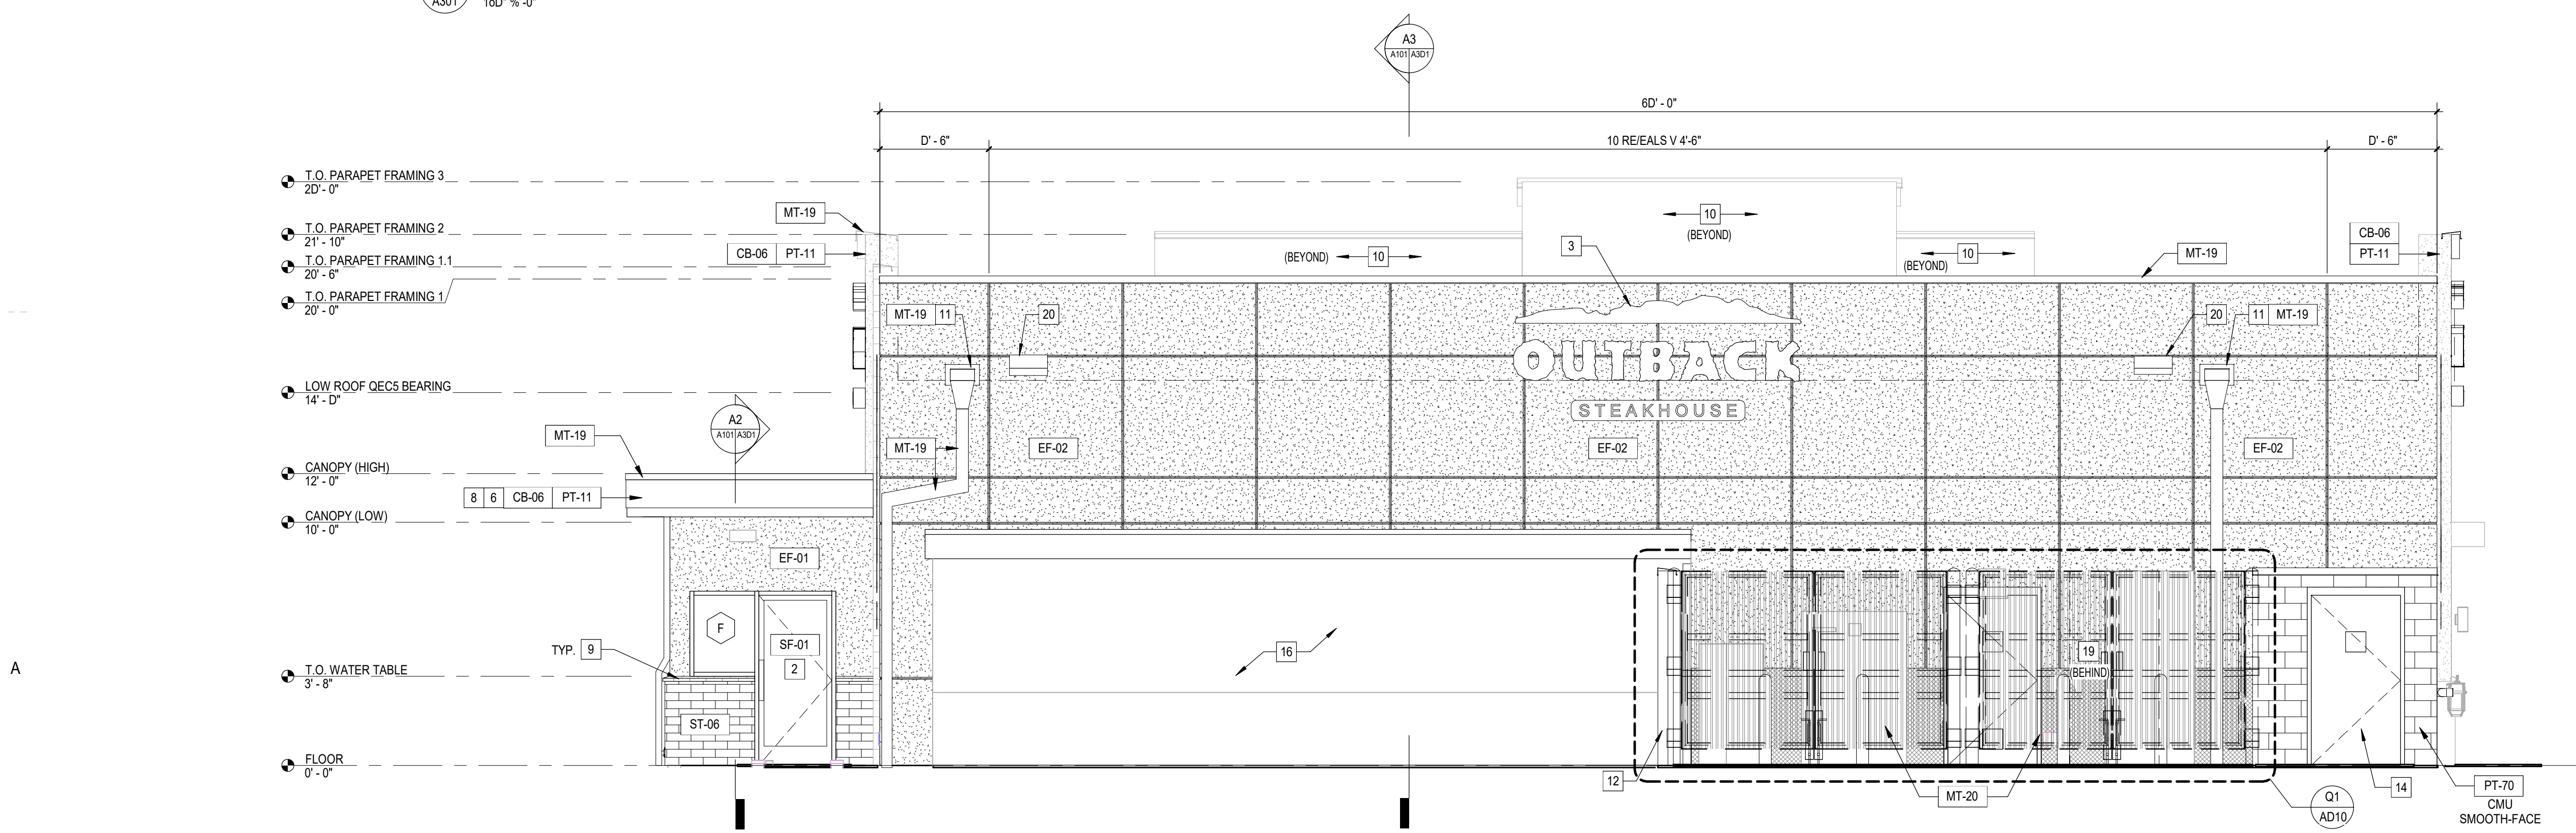 A301
18D" % -0"
A3
A101 A3D1
6D' - 0"
D' - 6"
10 RE/EALS V 4'-6"
D' - 6"
T.O. PARAPET FRAMING 3
2D' - 0"
T.O. PARAPET FRAMING 2
21' - 10"
T.O. PARAPET FRAMING 1.1
20' - 6"
T.O. PARAPET FRAMING 1
20' - 0"
LOW ROOF QEC5 BEARING
14' - D"
CANOPY (HIGH)
12' - 0"
CANOPY (LOW)
10' - 0"
T.O. WATER TABLE
3' - 8"
FLOOR
0' - 0"
A
MT-19
CB-06 PT-11
10
(BEYOND)
(BEYOND) 10
10
(BEYOND)
3
MT-19
CB-06
PT-11
MT-19 11
20
20
11 MT-19
OUTBACK
STEAKHOUSE
A2
A101 A3D1
MT-19
MT-19
EF-02
EF-02
EF-02
8 6 CB-06 PT-11
EF-01
F
SF-01
2
TYP. 9
ST-06
16
19
(BEHIND)
12
MT-20
14
PT-70
CMU
SMOOTH-FACE
Q1
AD10